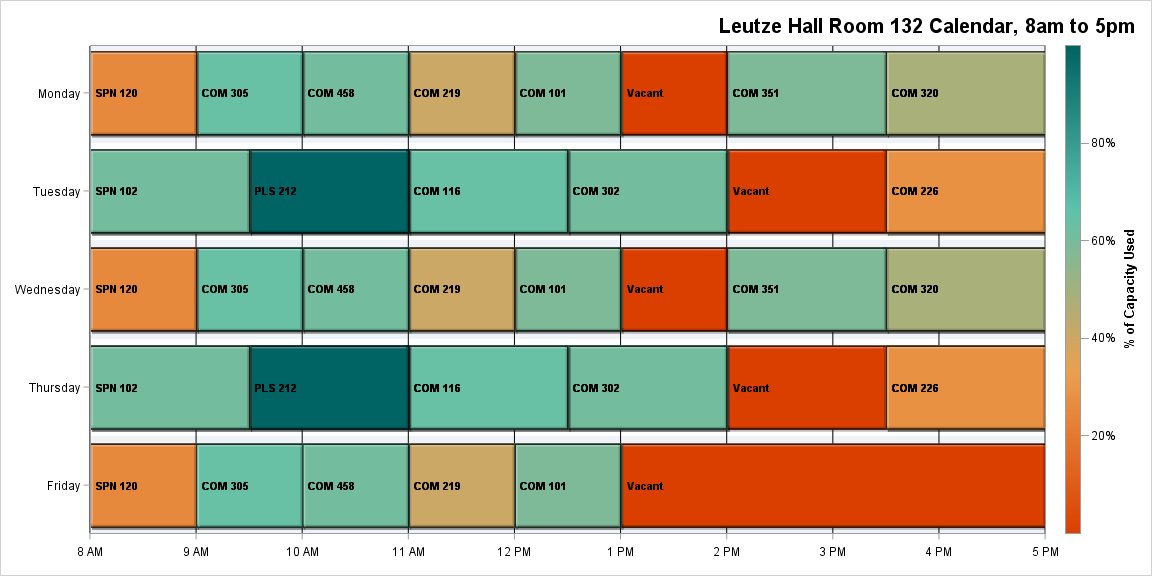 Leutze Hall Room 132 Calendar, 8am to 5pm
Monday SPN 120 COM 305 COM 458 COM 219 COM 101 Vacant COM 351 COM 320
Tuesday SPN 102 PLS 212 COM 116 COM 302 Vacant COM 226
Wednesday SPN 120 COM 305 COM 458 COM 219 COM 101 Vacant COM 351 COM 320
Thursday SPN 102 PLS 212 COM 116 COM 302 Vacant COM 226
Friday SPN 120 COM 305 COM 458 COM 219 COM 101 Vacant
8 AM 9 AM 10 AM 11 AM 12 PM 1 PM 2 PM 3 PM 4 PM 5 PM
80%
60%
40%
20%
% of Capacity Used